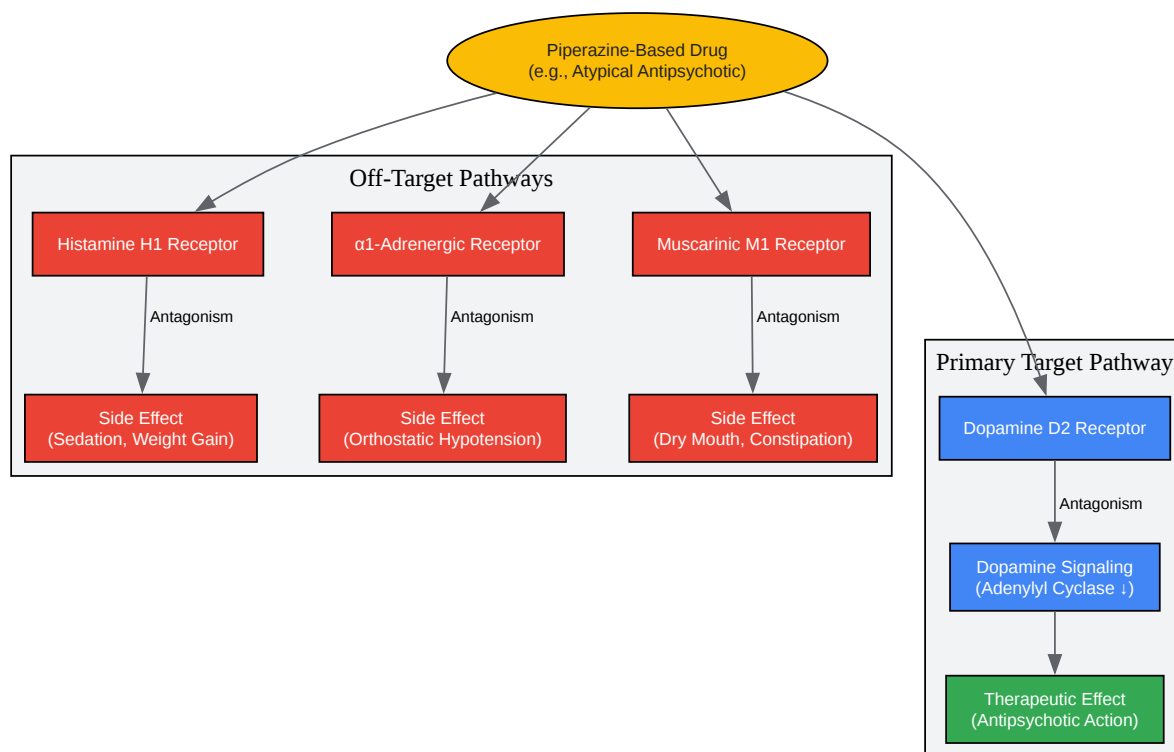 Piperazine-Based Drug
(e.g., Atypical Antipsychotic)
Off-Target Pathways
Histamine H1 Receptor
α1-Adrenergic Receptor
Muscarinic M1 Receptor
Antagonism
Antagonism
Antagonism
Side Effect
(Sedation, Weight Gain)
Side Effect
(Orthostatic Hypotension)
Side Effect
(Dry Mouth, Constipation)
Primary Target Pathway
Dopamine D2 Receptor
Antagonism
Dopamine Signaling
(Adenylyl Cyclase ↓)
Therapeutic Effect
(Antipsychotic Action)